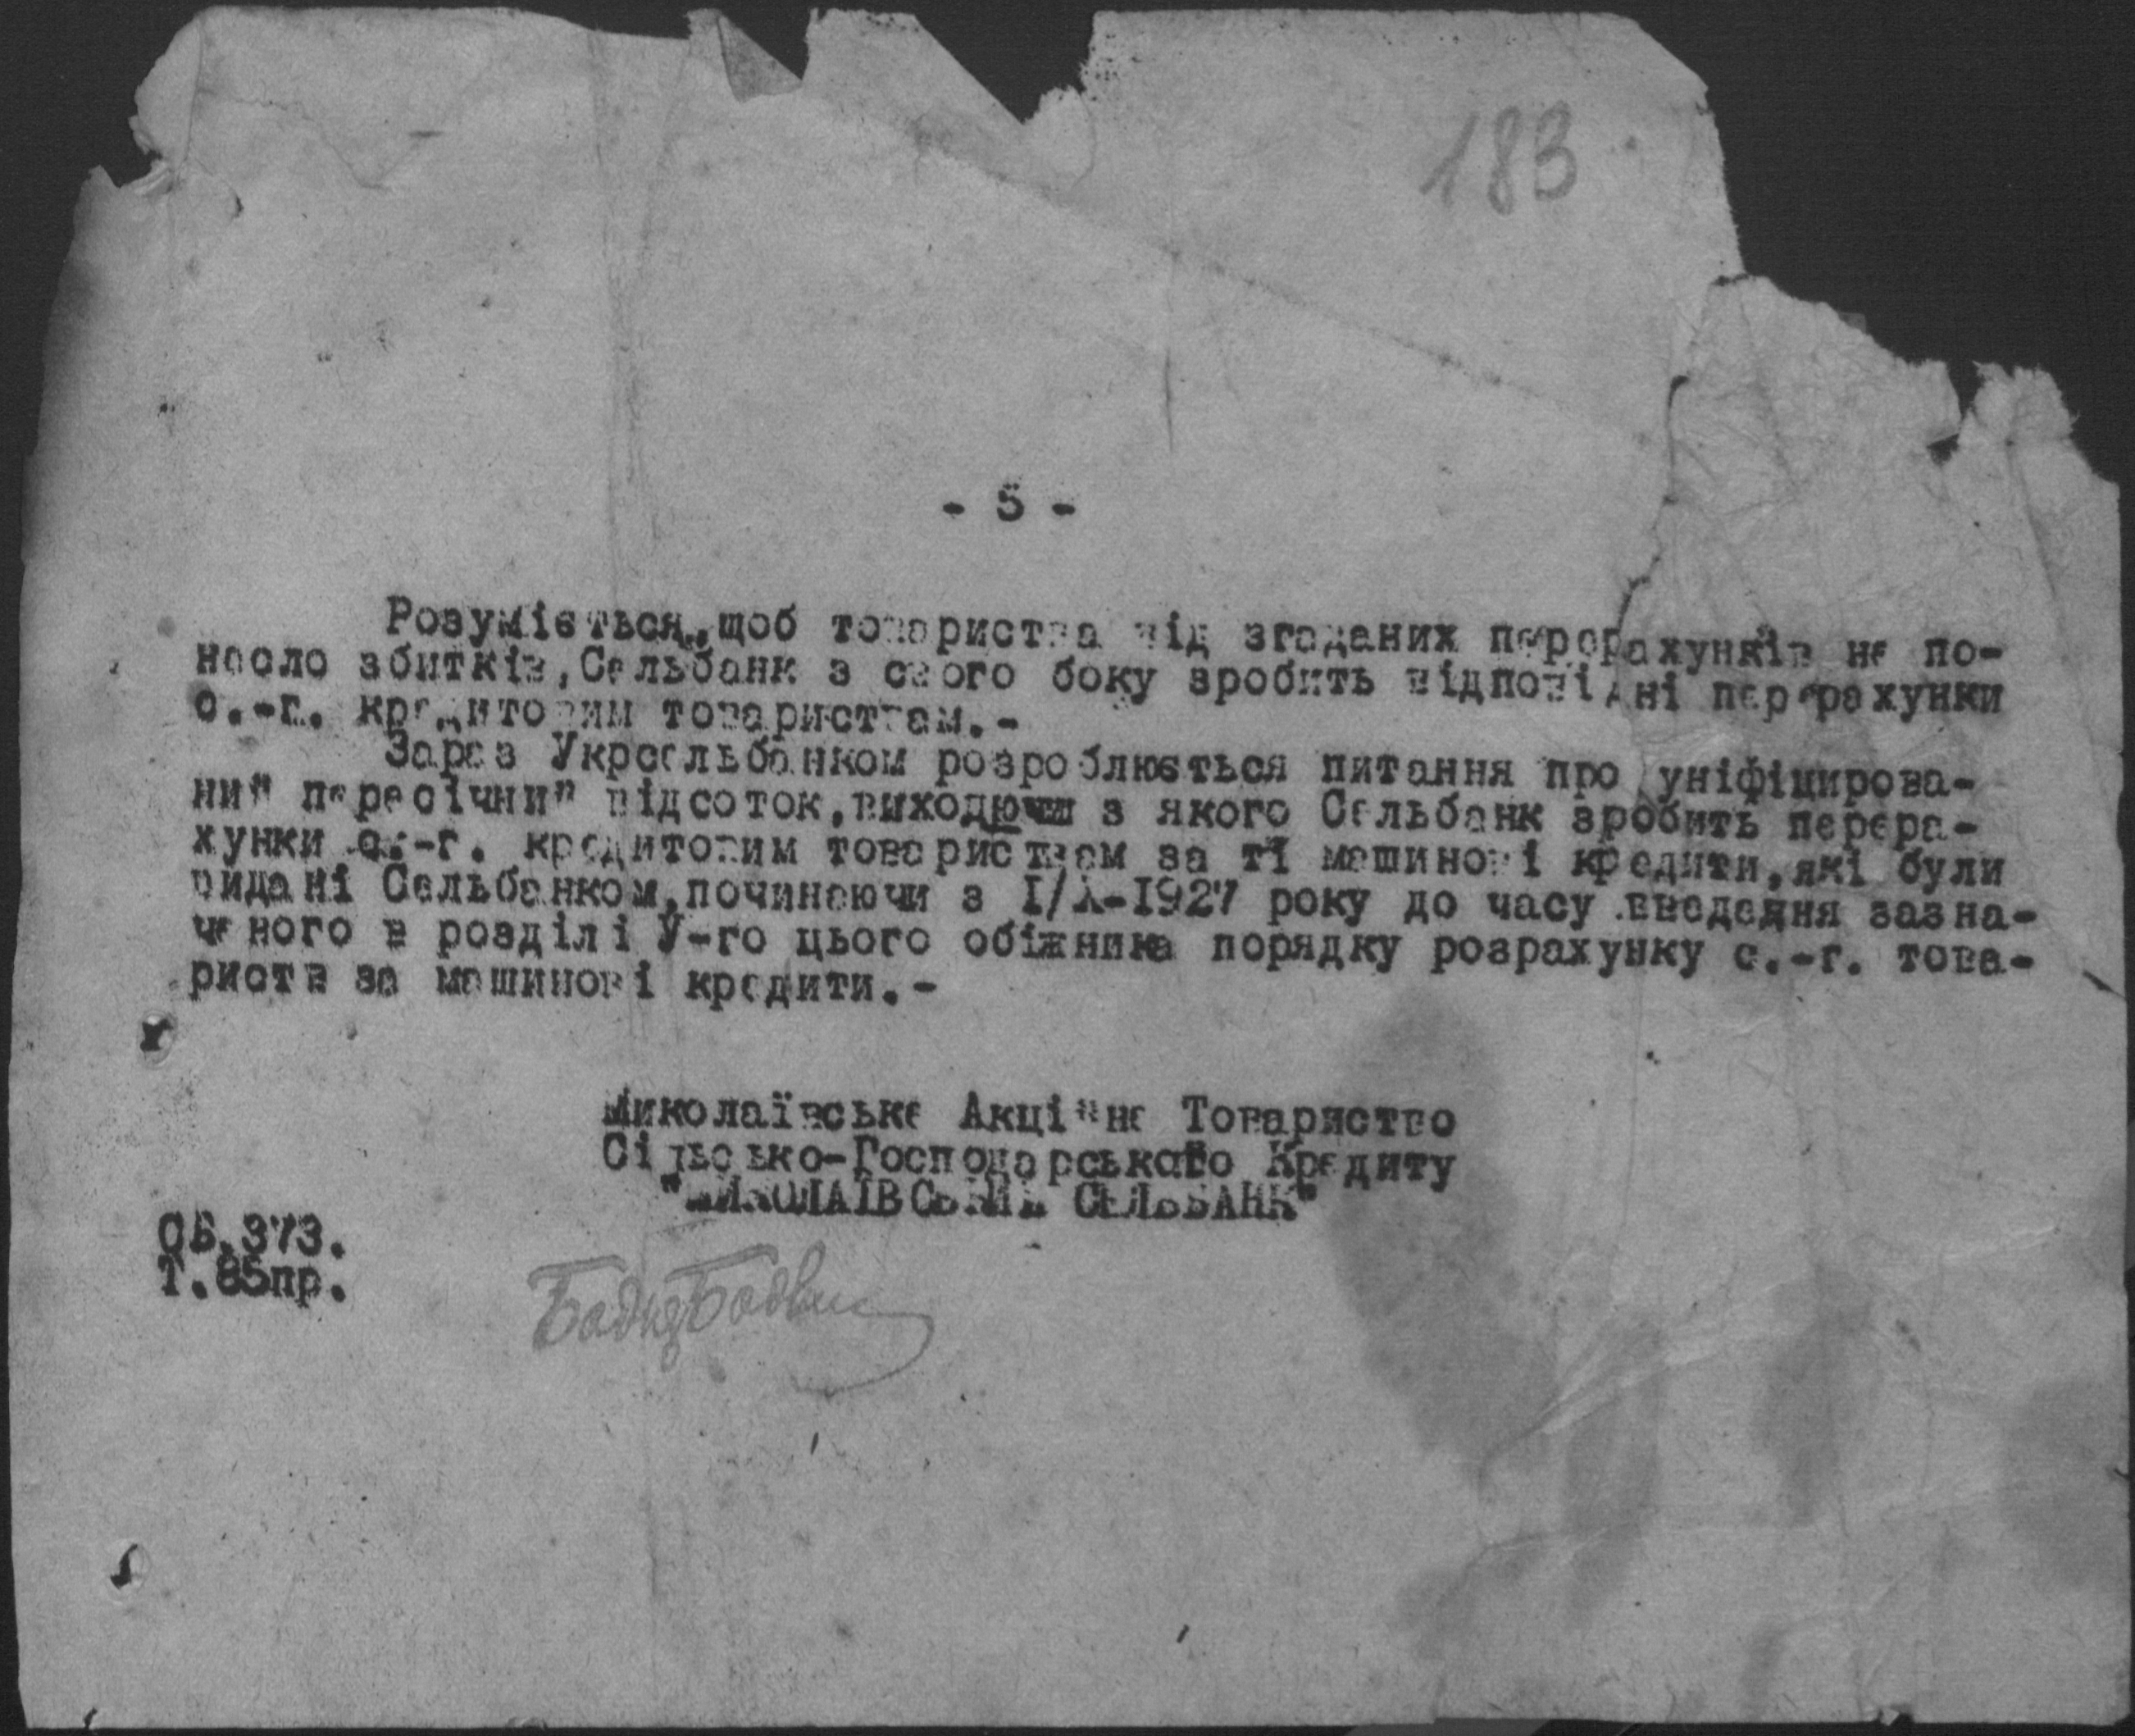 183
- 5 -
Розуміється, щоб товариства від згаданих перерахунків не по-
несло збитків, Сельбанк з свого боку зробить відповідні перерахунки
с.-г. кредитовим товариствам.-
Зараз Укрсельбанком розроблюється питання про уніфіцирова-
ний пересічний відсоток, виходючи з якого Сельбанк зробить перера-
хунки с.-г. кредитовим товариствам за ті машинові кредити, які були
видані Сельбанком, починаючи з I/X-1927 року до часу введення зазна-
ченого в розділі У-го цього обіжника порядку розрахунку с.-г. това-
риств за машинові кредити.-
Миколаївське Акційне Товариство
Сільсько-Господарського Кредиту
"МИКОЛАЇВСЬКИЙ СЕЛЬБАНК"
ОБ.373.
Т.85пр.